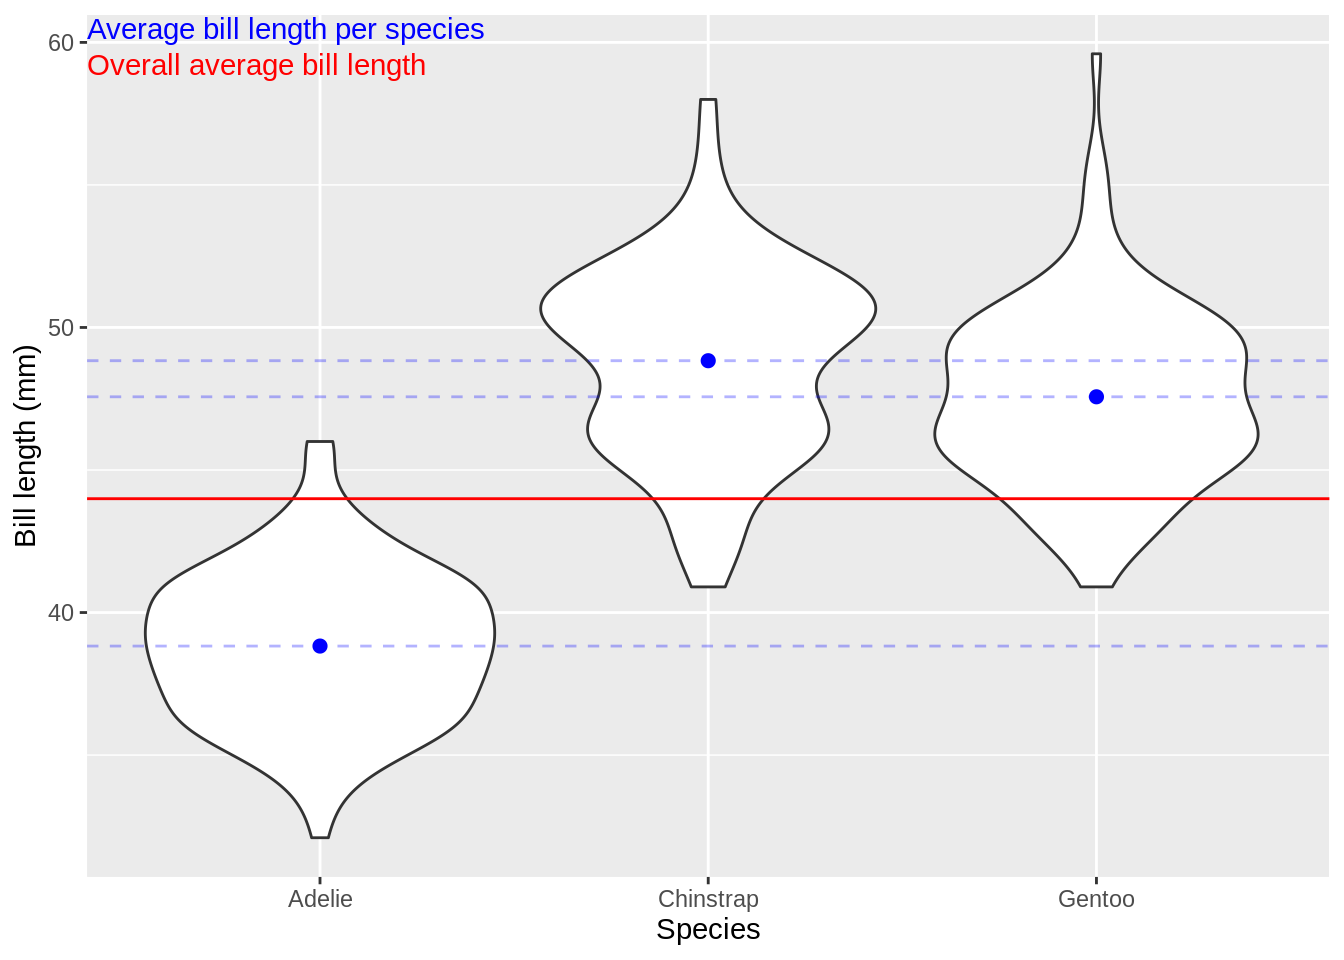 Average bill length per species
Overall average bill length
60
50
40
Bill length (mm)
Adelie
Chinstrap
Gentoo
Species